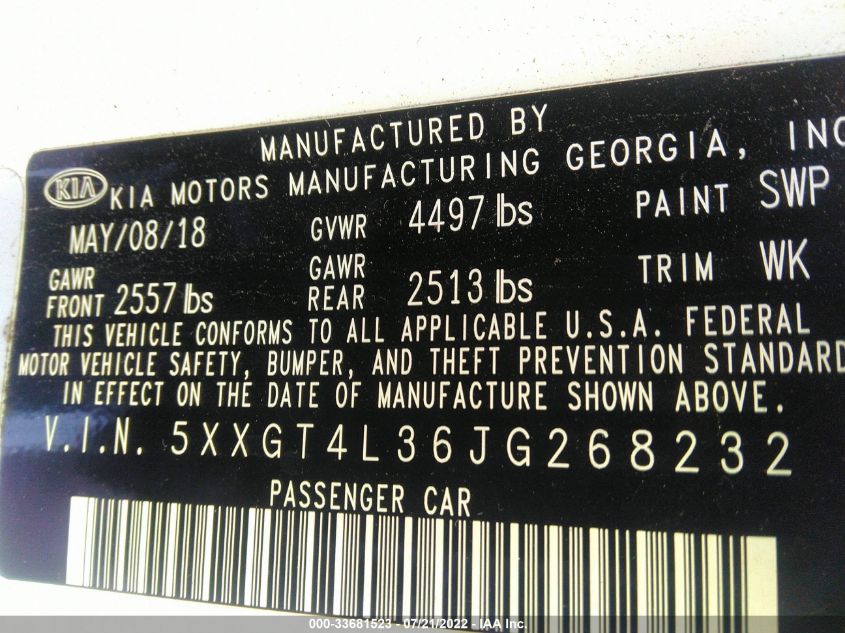 MANUFACTURED BY
KIA KIA MOTORS MANUFACTURING GEORGIA, INC
MAY/08/18 GVWR 4497 lbs PAINT SWP
GAWR FRONT 2557 lbs GAWR REAR 2513 lbs TRIM WK
THIS VEHICLE CONFORMS TO ALL APPLICABLE U.S.A. FEDERAL
MOTOR VEHICLE SAFETY, BUMPER, AND THEFT PREVENTION STANDARD
IN EFFECT ON THE DATE OF MANUFACTURE SHOWN ABOVE.
V.I.N. 5XXGT4L36JG268232
PASSENGER CAR
000-33681523 - 07/21/2022 - IAA Inc.